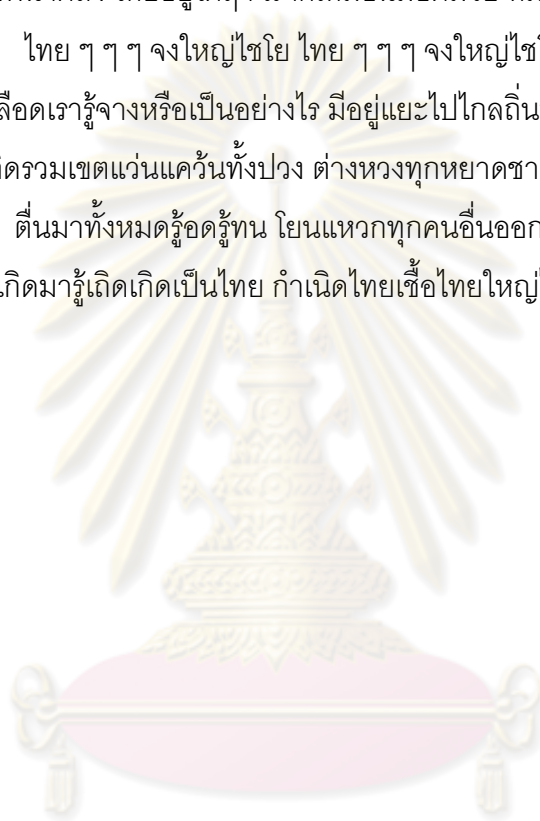 ไทย ๆ ๆ ๆ จงใหญ่ไชโย ไทย ๆ ๆ ๆ จงใหญ่ไช
ลือดเรารู้จางหรือเป็นอย่างไร มีอยู่แยะไปไกลถิ่น
ดรวมเขตแว่นแคว้นทั้งปวง ต่างหวงทุกหยาดชา
ตื่นมาทั้งหมดรู้อดรู้ทน โยนแหวกทุกคนอื่นออก
เกิดมารู้เถิดเกิดเป็นไทย กำเนิดไทยเชื้อไทยใหญ่